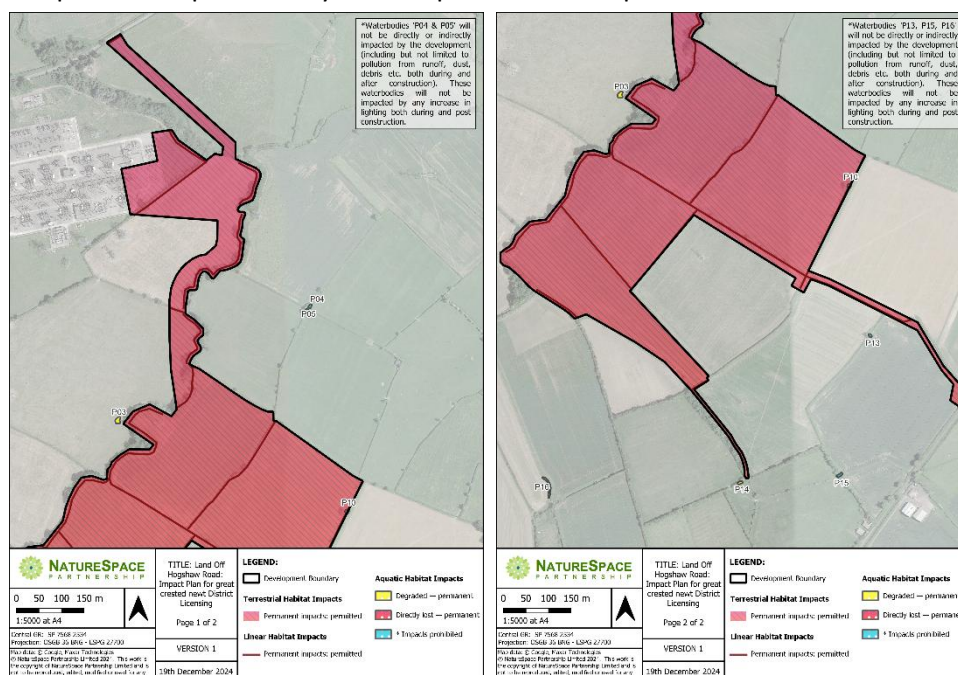 "Waterbodies 'P04 & P05' will
not be directly or indirectly
impacted by the development
(including but not limited to
pollution from runoff, dust,
debris etc. both during and
after construction). These
waterbodies will not be
impacted by any increase in
lighting both during and post
construction.
P04
P05
P03
P10
NATURESPACE
PARTNERSHIP
0 50 100 150 m
1:5000 at A4
TITLE: Land Off
Hogshaw Road:
Impact Plan for great
crested newt District
Licensing
Page 1 of 2
VERSION 1
19th December 2024
LEGEND:
Development Boundary
Terrestrial Habitat Impacts
Permanent impacts: permitted
Linear Habitat Impacts
Permanent impacts: permitted
Aquatic Habitat Impacts
Degraded — permanent
Directly lost — permanent
* Impacts prohibited
"Waterbodies 'P13, P15, P16'
will not be directly or indirectly
impacted by the development
(including but not limited to
pollution from runoff, dust,
debris etc. both during and
after construction). These
waterbodies will not be
impacted by any increase in
lighting both during and post
construction.
P03
P10
P13
P16
P14
P15
NATURESPACE
PARTNERSHIP
0 50 100 150 m
1:5000 at A4
TITLE: Land Off
Hogshaw Road:
Impact Plan for great
crested newt District
Licensing
Page 2 of 2
VERSION 1
19th December 2024
LEGEND:
Development Boundary
Terrestrial Habitat Impacts
Permanent impacts: permitted
Linear Habitat Impacts
Permanent impacts: permitted
Aquatic Habitat Impacts
Degraded — permanent
Directly lost — permanent
* Impacts prohibited